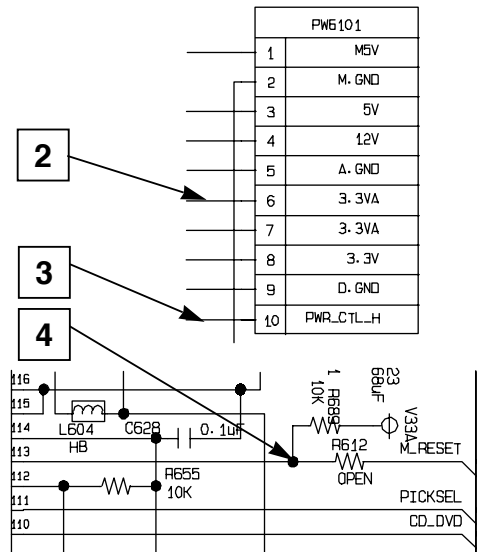 PW6101
1 M5V
2 M. GND
3 5V
4 12V
5 A. GND
6 3. 3VA
7 3. 3VA
8 3. 3V
9 D. GND
10 PWR_CTL_H
2
3
4
116
115
114
113
112
111
110
L604
HB
C628
0. 1uF
R655
10K
1 R689
10K
23
68uF
V33A
R612
OPEN
M_RESET
PICKSEL
CD_DVD